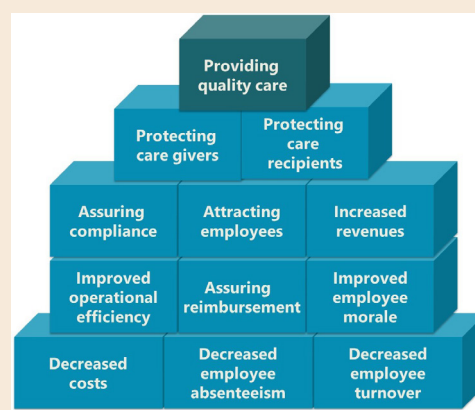 Providing
quality care
Protecting
care givers
Protecting
care
recipients
Assuring
compliance
Attracting
employees
Increased
revenues
Improved
operational
efficiency
Assuring
reimbursement
Improved
employee
morale
Decreased
costs
Decreased
employee
absenteeism
Decreased
employee
turnover